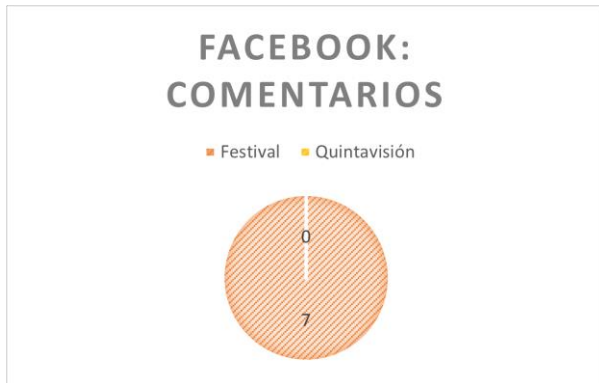 FACEBOOK:
COMENTARIOS
Festival Quintavisión
0
7